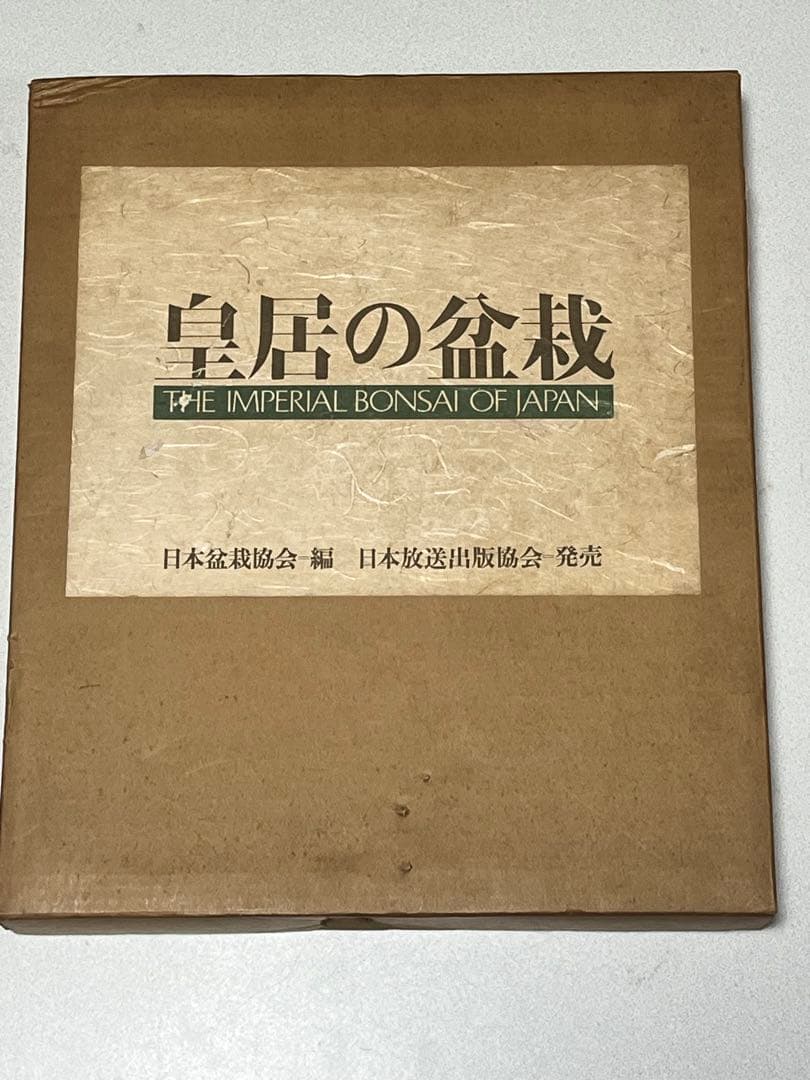 皇居の盆栽
THE IMPERIAL BONSAI OF JAPAN
日本盆栽協会=編 日本放送出版協会=発売